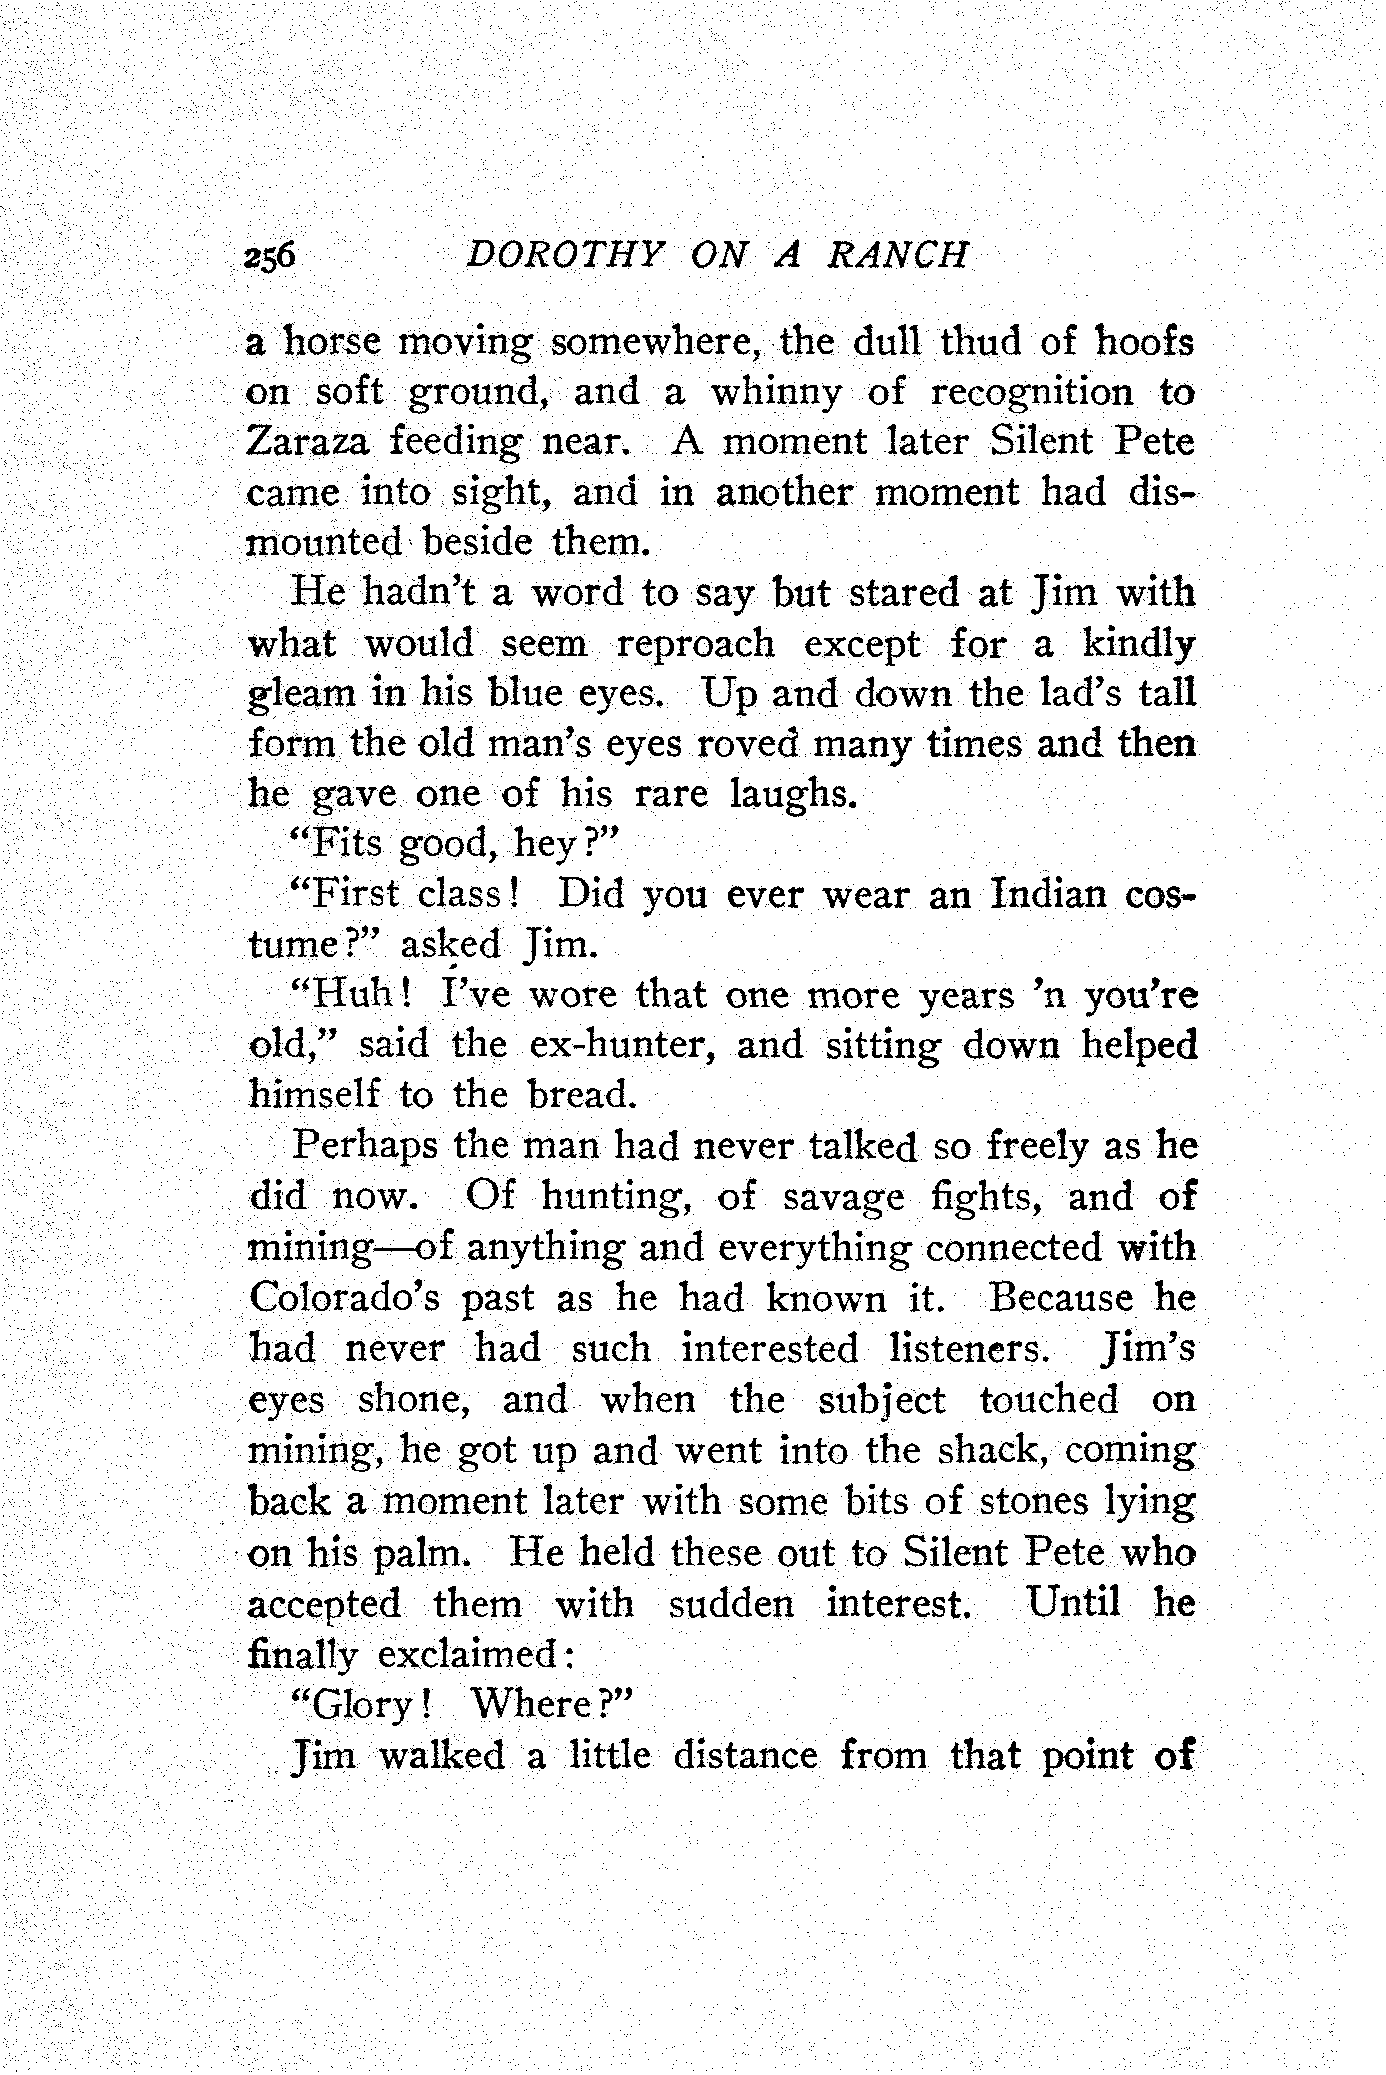 256 DOROTHY ON A RANCH
a horse moving somewhere, the dull thud of hoofs
on soft ground, and a whinny of recognition to
Zaraza feeding near. A moment later Silent Pete
came into sight, and in another moment had dis-
mounted beside them.
He hadn't a word to say but stared at Jim with
what would seem reproach except for a kindly
gleam in his blue eyes. Up and down the lad's tall
form the old man's eyes roved many times and then
he gave one of his rare laughs.
"Fits good, hey?"
"First class! Did you ever wear an Indian cos-
tume?" asked Jim.
"Huh! I've wore that one more years 'n you're
old," said the ex-hunter, and sitting down helped
himself to the bread.
Perhaps the man had never talked so freely as he
did now. Of hunting, of savage fights, and of
mining—of anything and everything connected with
Colorado's past as he had known it. Because he
had never had such interested listeners. Jim's
eyes shone, and when the subject touched on
mining, he got up and went into the shack, coming
back a moment later with some bits of stones lying
on his palm. He held these out to Silent Pete who
accepted them with sudden interest. Until he
finally exclaimed:
"Glory! Where?"
Jim walked a little distance from that point of